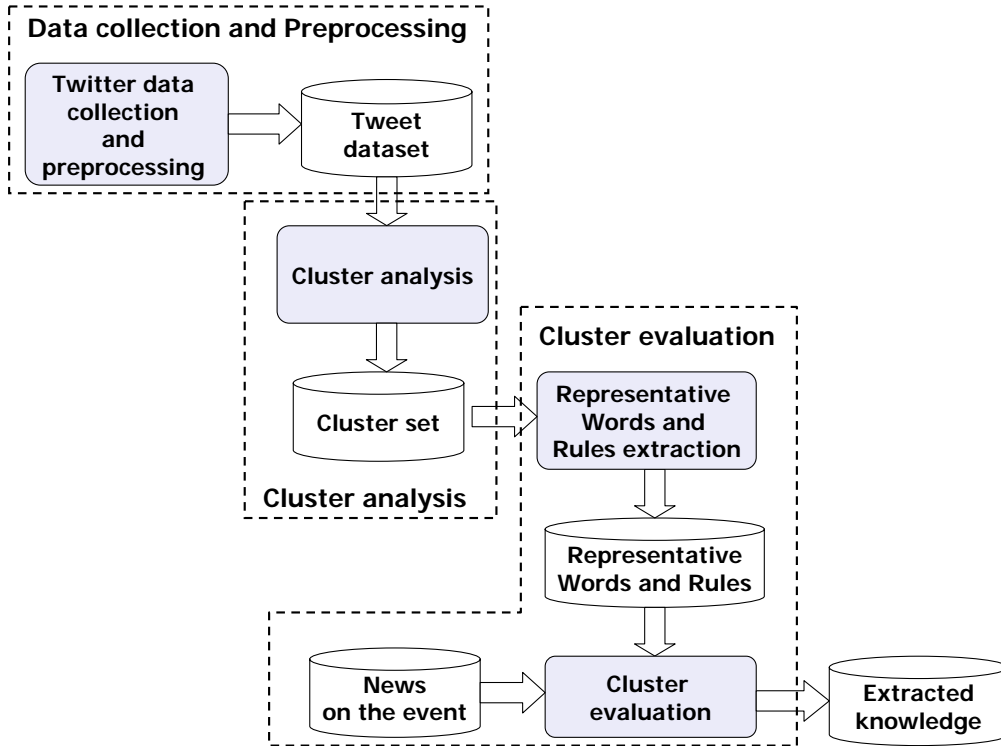 Data collection and Preprocessing
Twitter data
collection
and
preprocessing
Tweet
dataset
Cluster analysis
Cluster set
Cluster analysis
Cluster evaluation
Representative
Words and
Rules extraction
Representative
Words and Rules
News
on the event
Cluster
evaluation
Extracted
knowledge